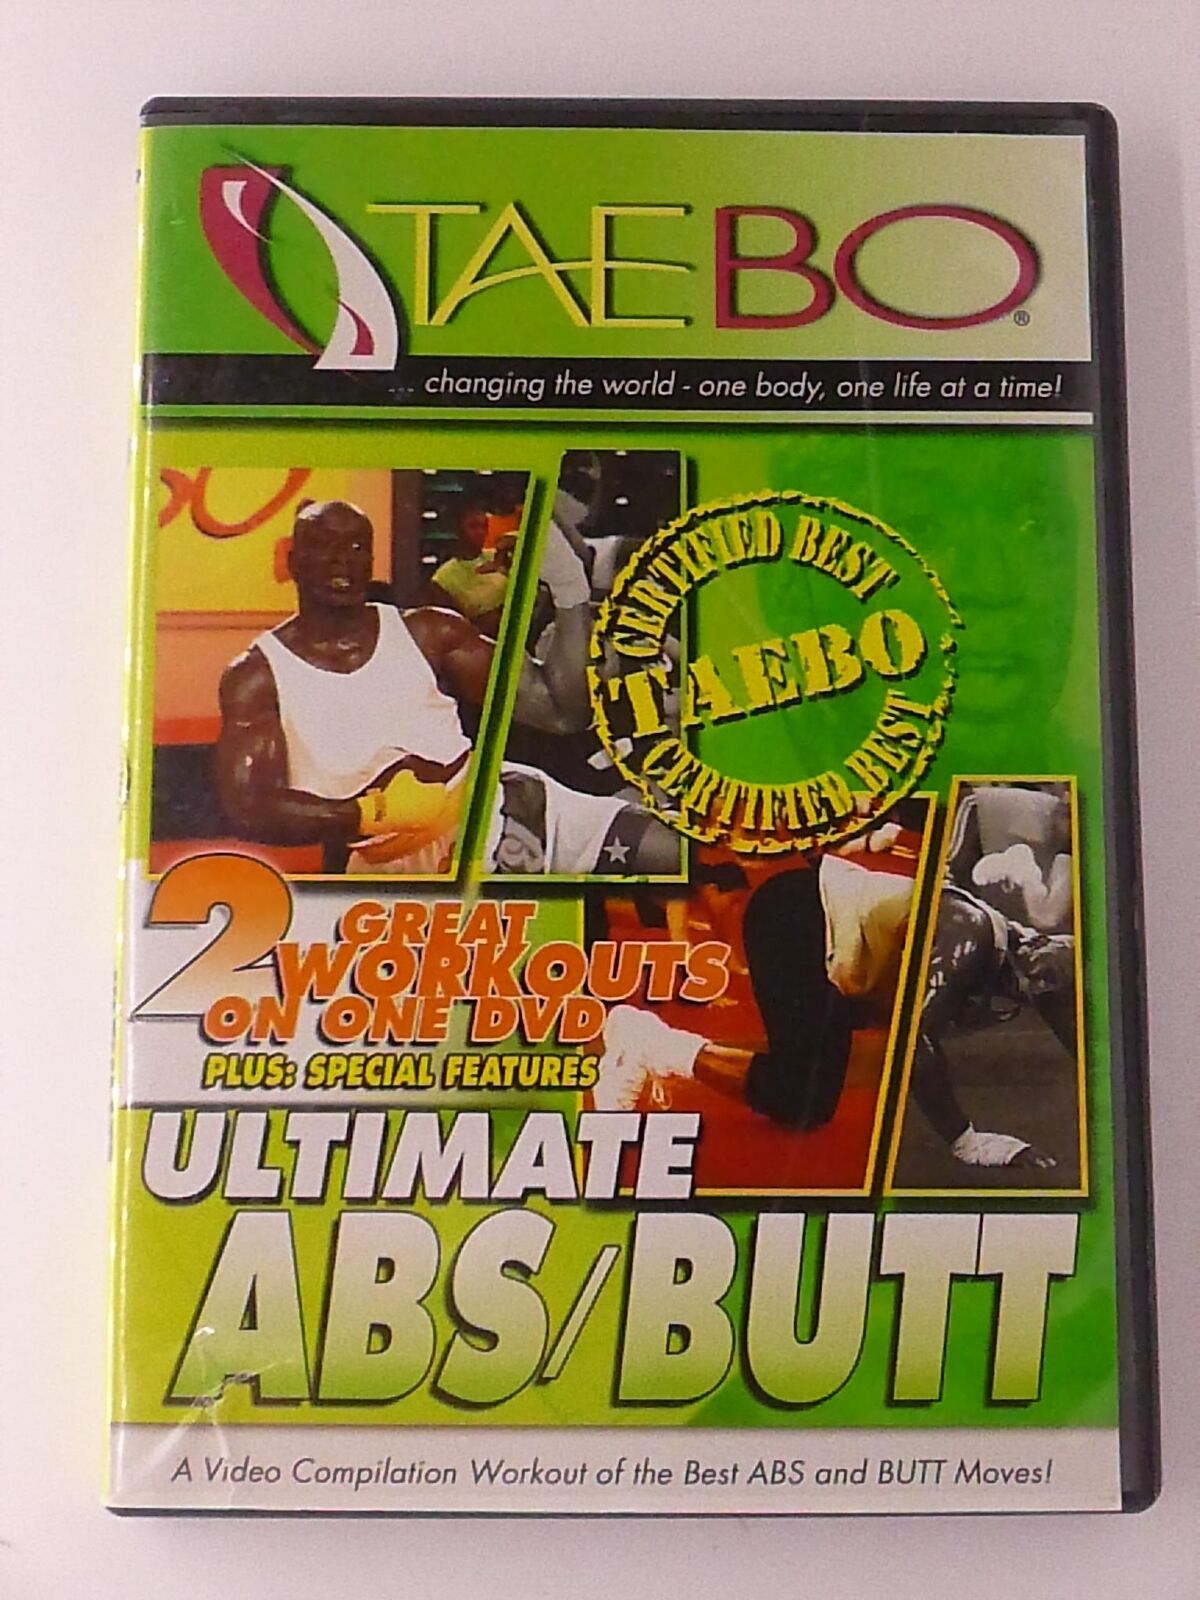 TAEBO®
... changing the world - one body, one life at a time!
BO
CERTIFIED BEST
TAEBO
CERTIFIED BEST
2 GREAT
WORKOUTS
ON ONE DVD
PLUS: SPECIAL FEATURES
ULTIMATE
ABS/BUTT
A Video Compilation Workout of the Best ABS and BUTT Moves!